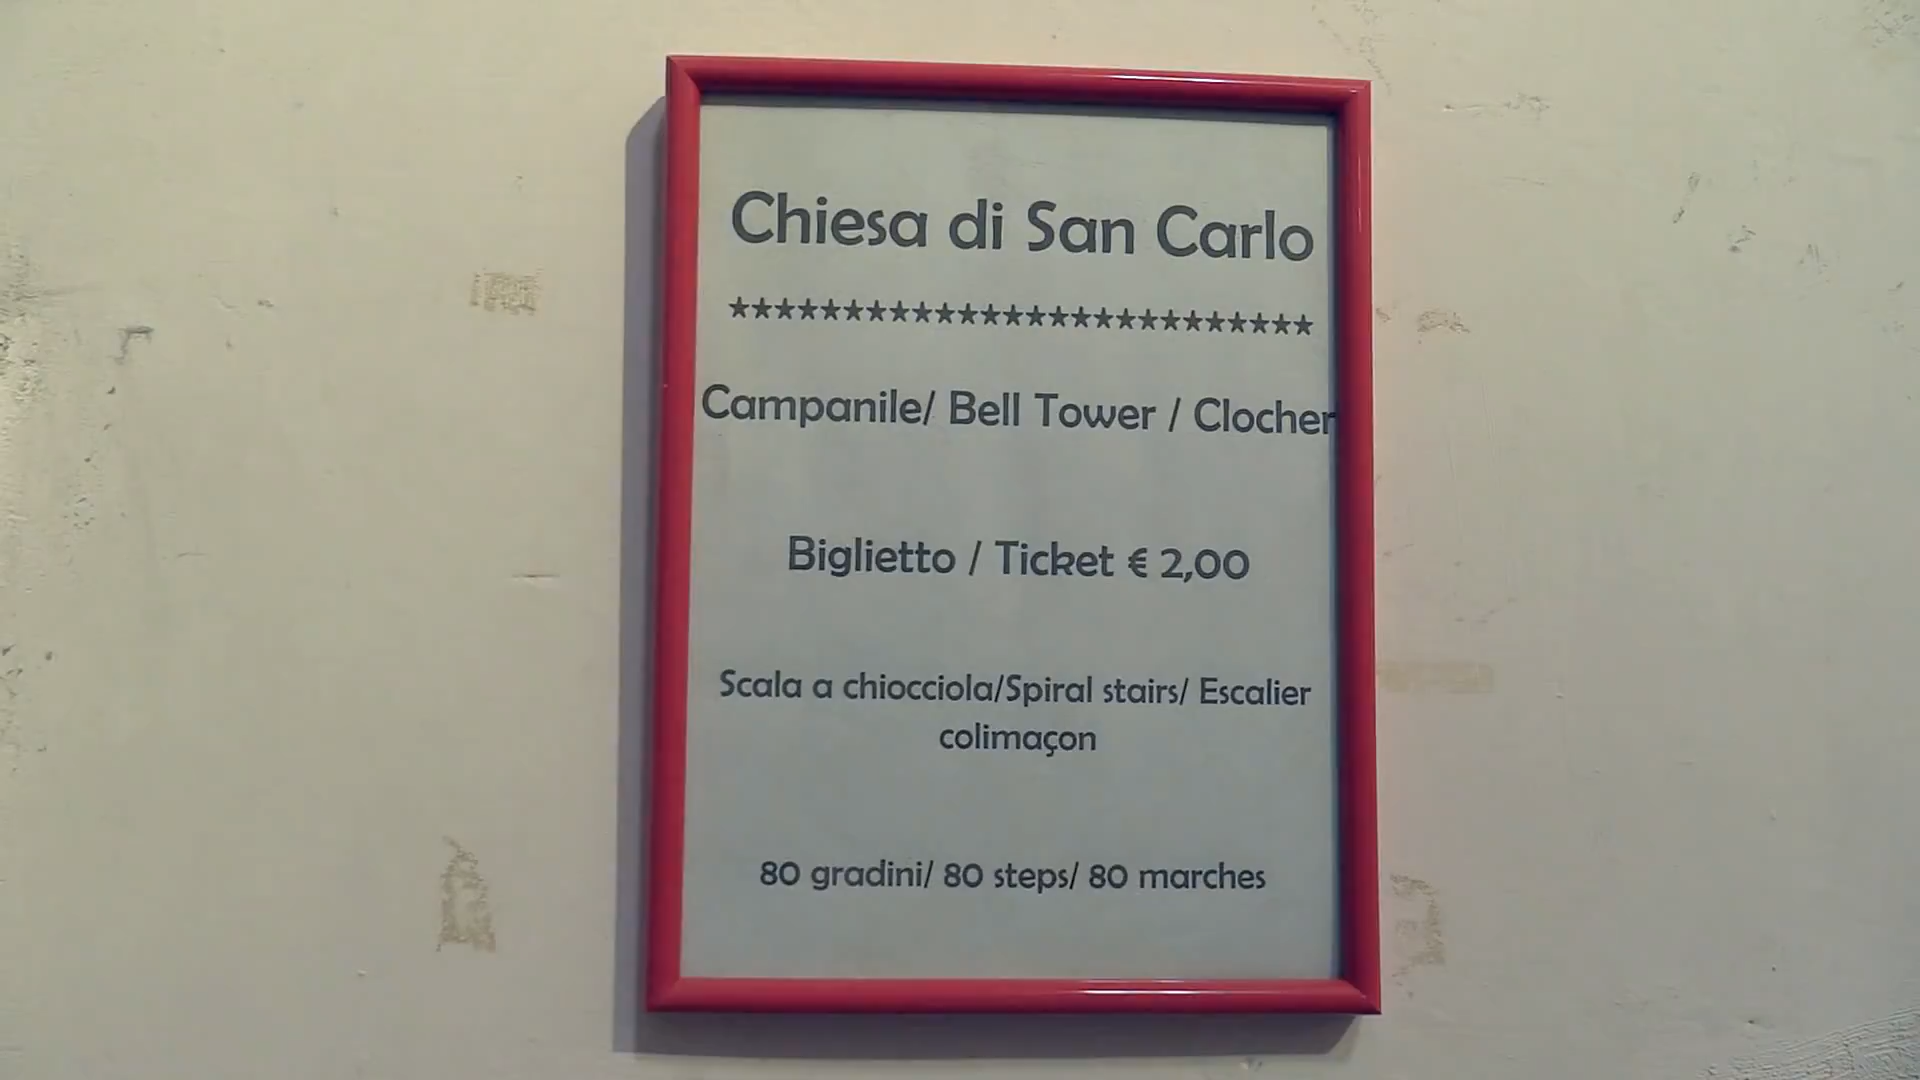 Chiesa di San Carlo
★★★★★★★★★★★★★★★★★★★★★★★★★★
Campanile/ Bell Tower / Clocher
Biglietto / Ticket € 2,00
Scala a chiocciola/Spiral stairs/ Escalier
colimaçon
80 gradini/ 80 steps/ 80 marches